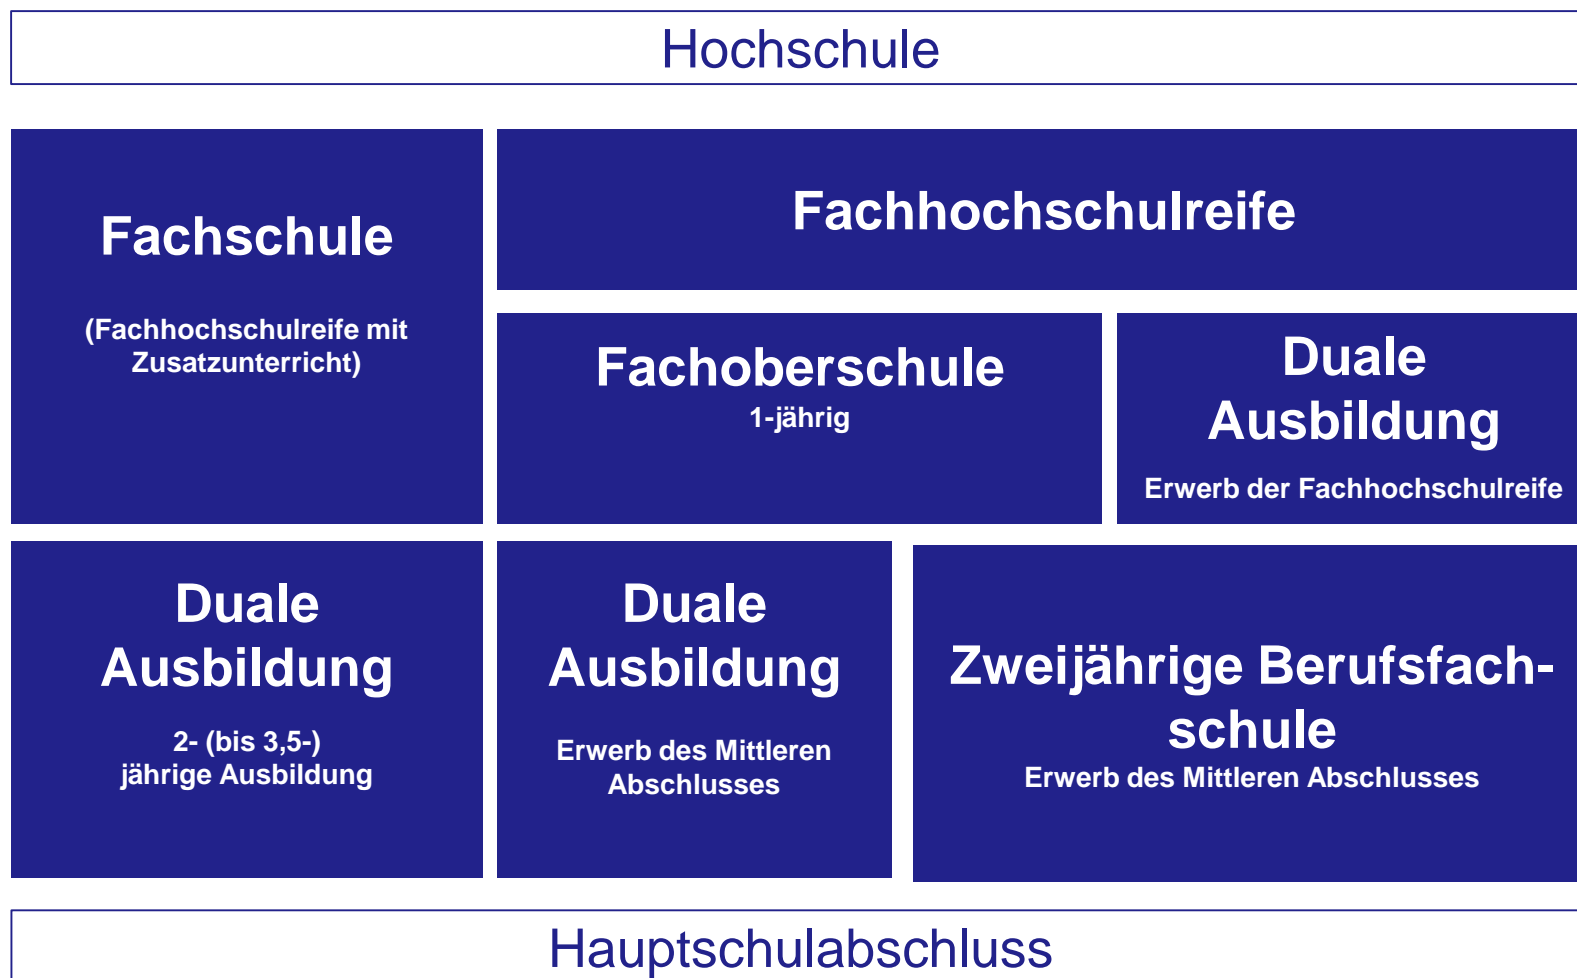 Hochschule
Fachschule
(Fachhochschulreife mit
Zusatzunterricht)
Fachhochschulreife
Fachoberschule
1-jährig
Duale
Ausbildung
Erwerb der Fachhochschulreife
Duale
Ausbildung
2- (bis 3,5-)
jährige Ausbildung
Duale
Ausbildung
Erwerb des Mittleren
Abschlusses
Zweijährige Berufsfach-
schule
Erwerb des Mittleren Abschlusses
Hauptschulabschluss